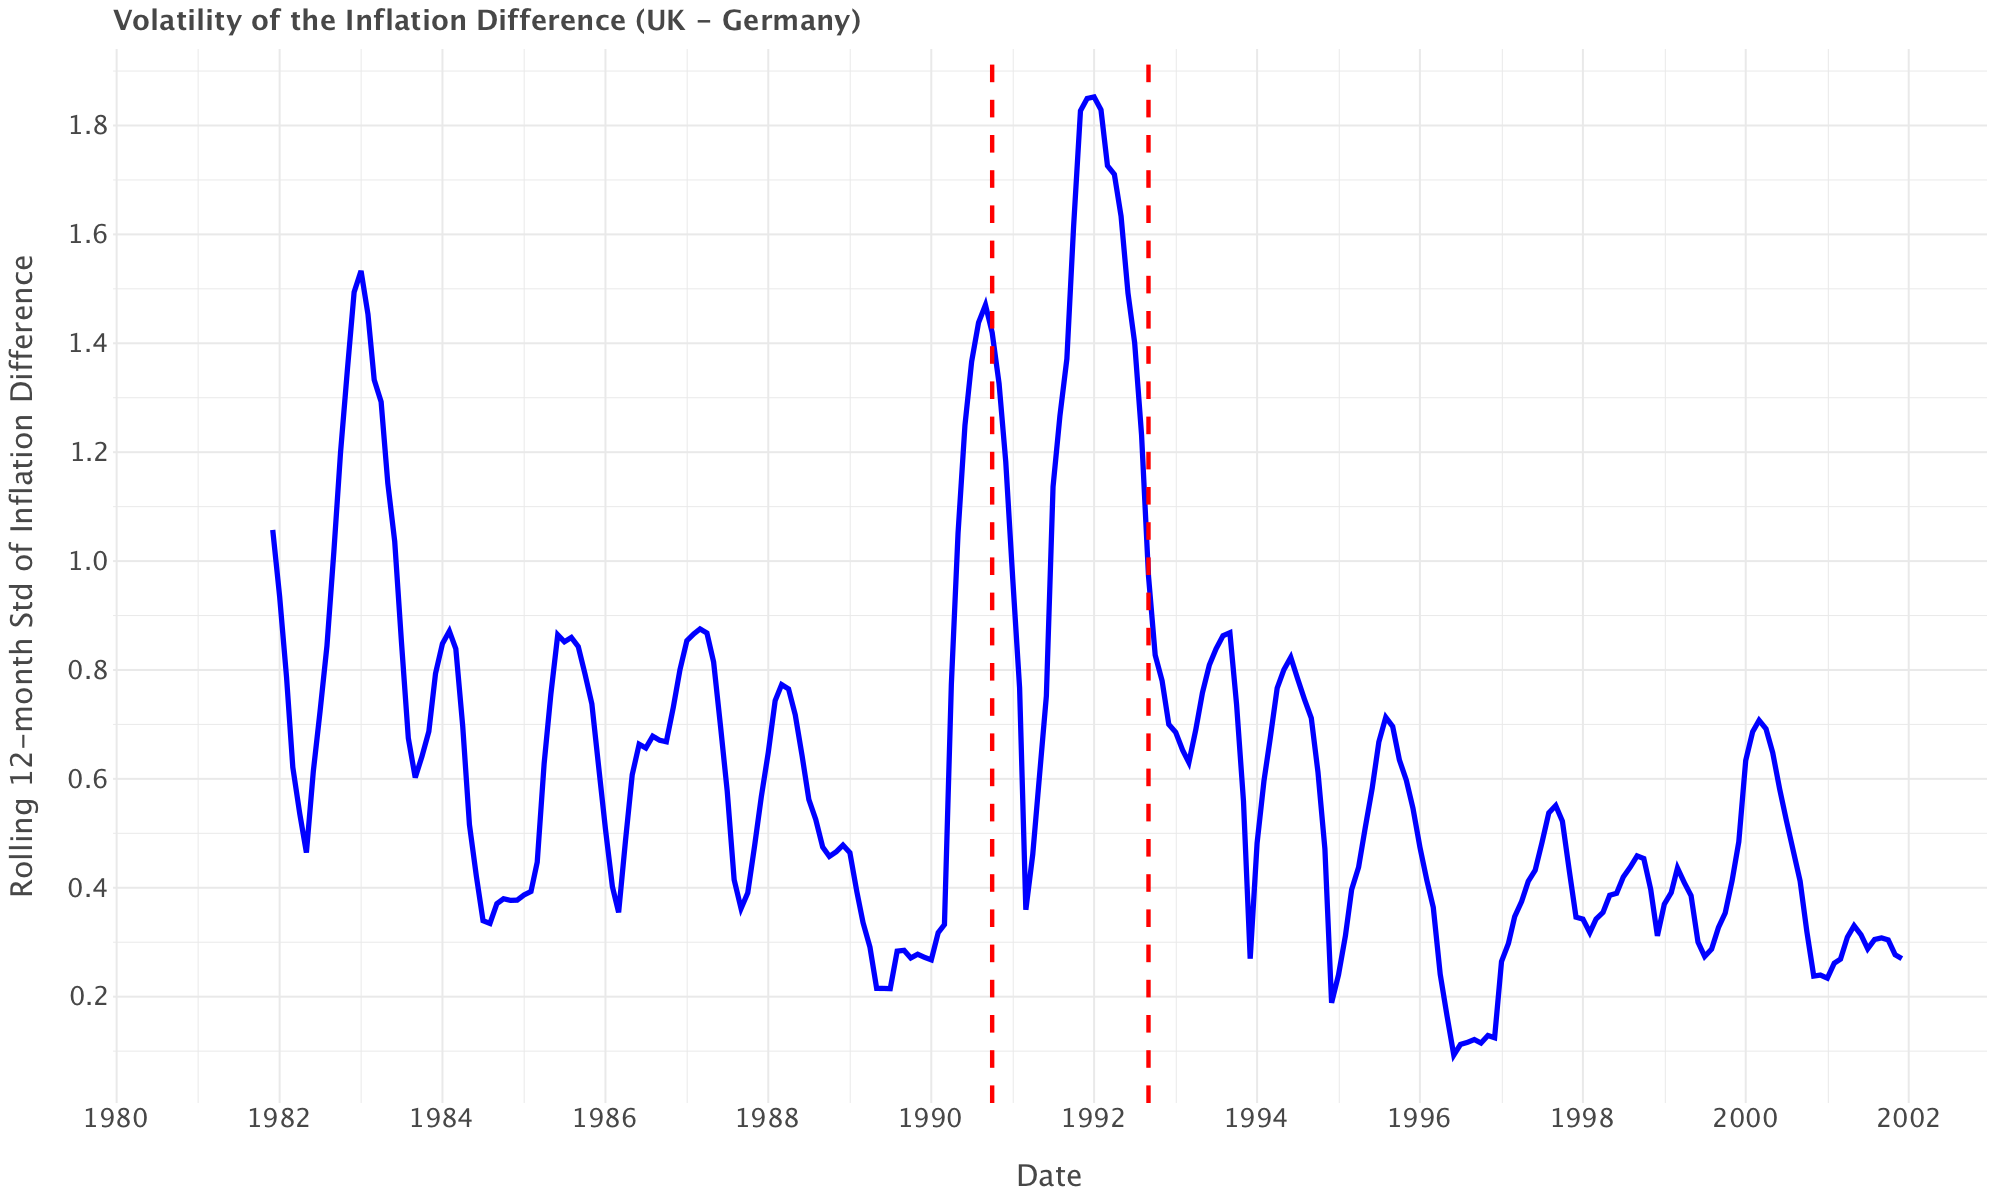 Volatility of the Inflation Difference (UK − Germany)
Rolling 12−month Std of Inflation Difference
1.8
1.6
1.4
1.2
1.0
0.8
0.6
0.4
0.2
1980 1982 1984 1986 1988 1990 1992 1994 1996 1998 2000 2002
Date